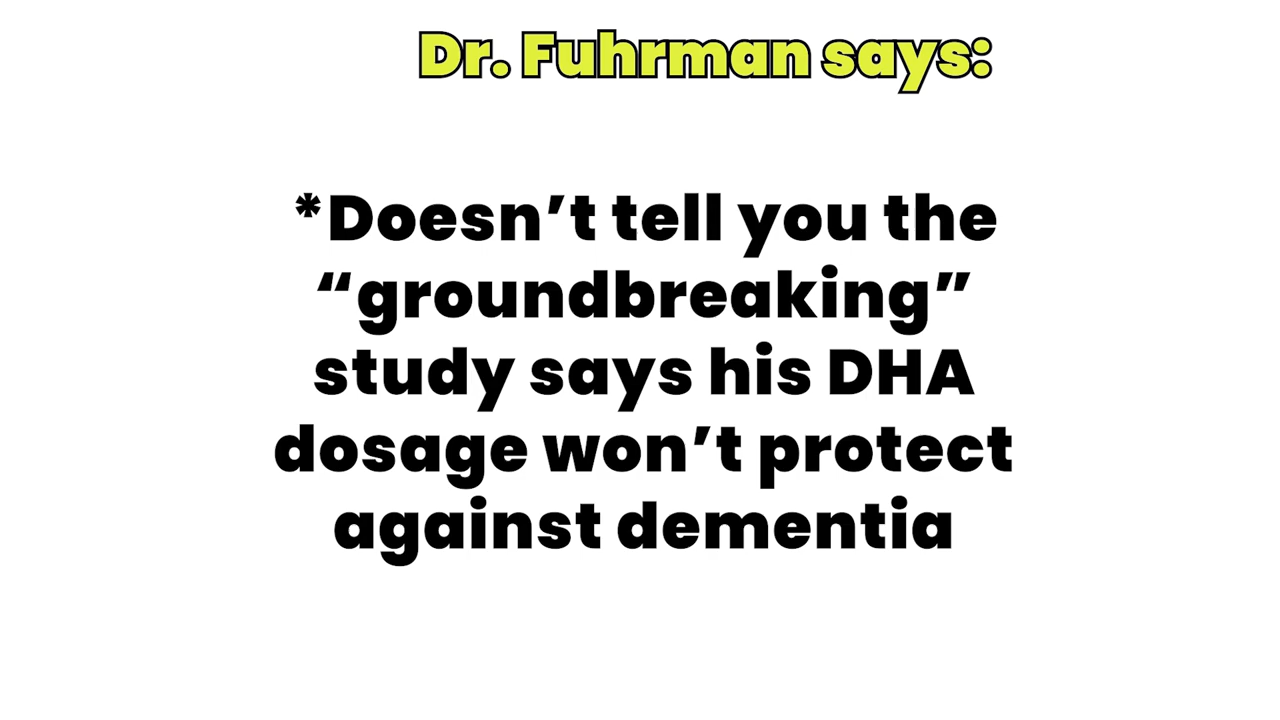 Dr. Fuhrman says:
*Doesn’t tell you the
“groundbreaking”
study says his DHA
dosage won’t protect
against dementia